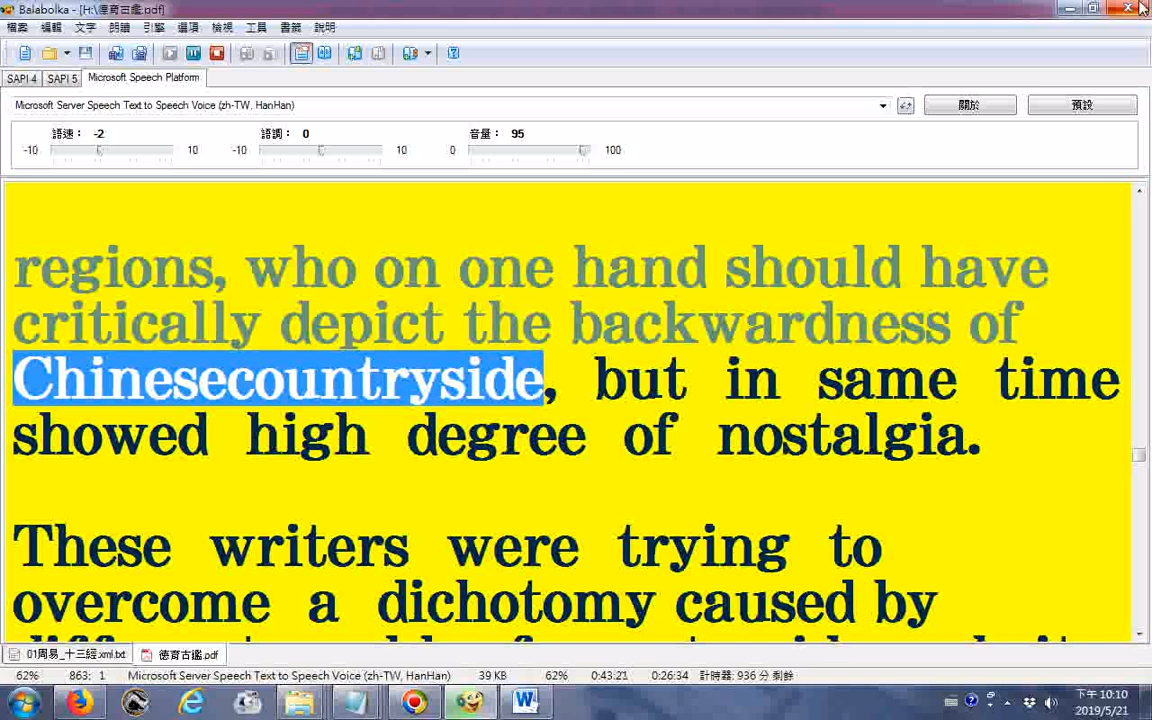 Balabolka - [H:\德育古鑑.pdf]
檔案 編輯 文字 朗讀 引擎 選項 檢視 工具 書籤 說明
SAPI 4 SAPI 5 Microsoft Speech Platform
Microsoft Server Speech Text to Speech Voice (zh-TW, HanHan) 關於 預設
語速： -2 語調： 0 音量： 95
-10 10 -10 10 0 100
regions, who on one hand should have
critically depict the backwardness of
Chinesecountryside, but in same time
showed high degree of nostalgia.
These writers were trying to
overcome a dichotomy caused by
01周易_十三經.xml.txt 德育古鑑.pdf
62% 863: 1 Microsoft Server Speech Text to Speech Voice (zh-TW, HanHan) 39 KB 62% 0:43:21 0:26:34 計時器: 936 分 剩餘
下午 10:10
2019/5/21